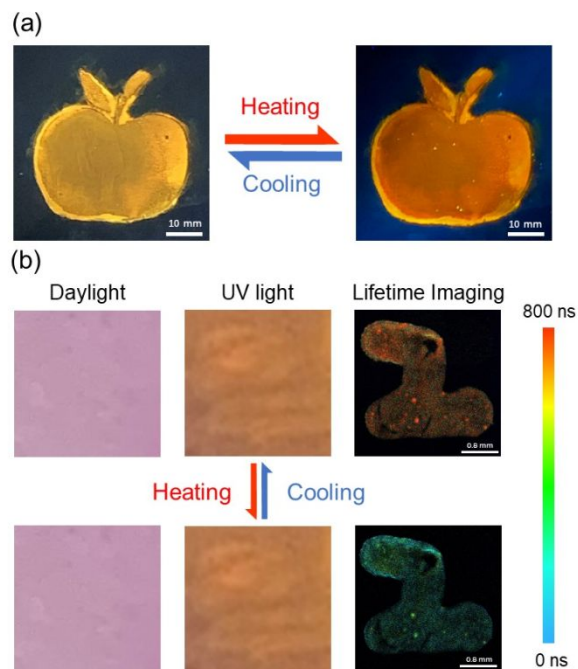 (a)
Heating
Cooling
10 mm
10 mm
(b)
Daylight
UV light
Lifetime Imaging
800 ns
0.8 mm
Heating
Cooling
0.8 mm
0 ns